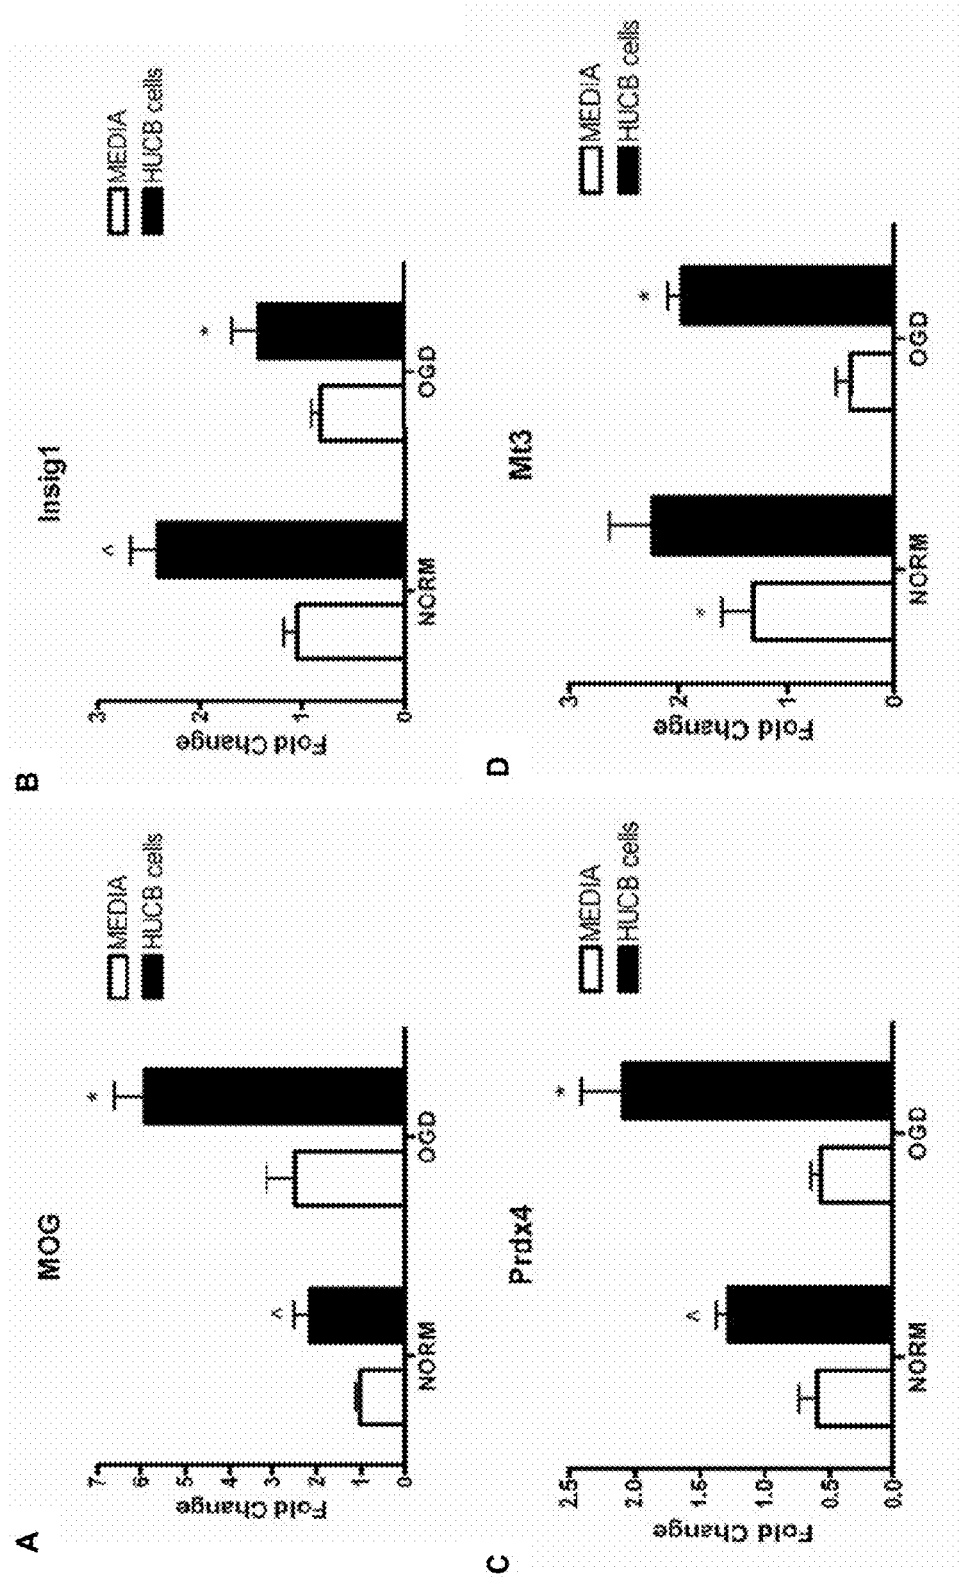 A
MOG
Fold Change
7
6
5
4
3
2
1
0
^
*
NORM
OGD
MEDIA
HUCB cells
B
Insig1
Fold Change
3
2
1
0
^
*
NORM
OGD
MEDIA
HUCB cells
C
Prdx4
Fold Change
2.5
2.0
1.5
1.0
0.5
0.0
^
*
NORM
OGD
MEDIA
HUCB cells
D
Mt3
Fold Change
3
2
1
0
*
*
NORM
OGD
MEDIA
HUCB cells